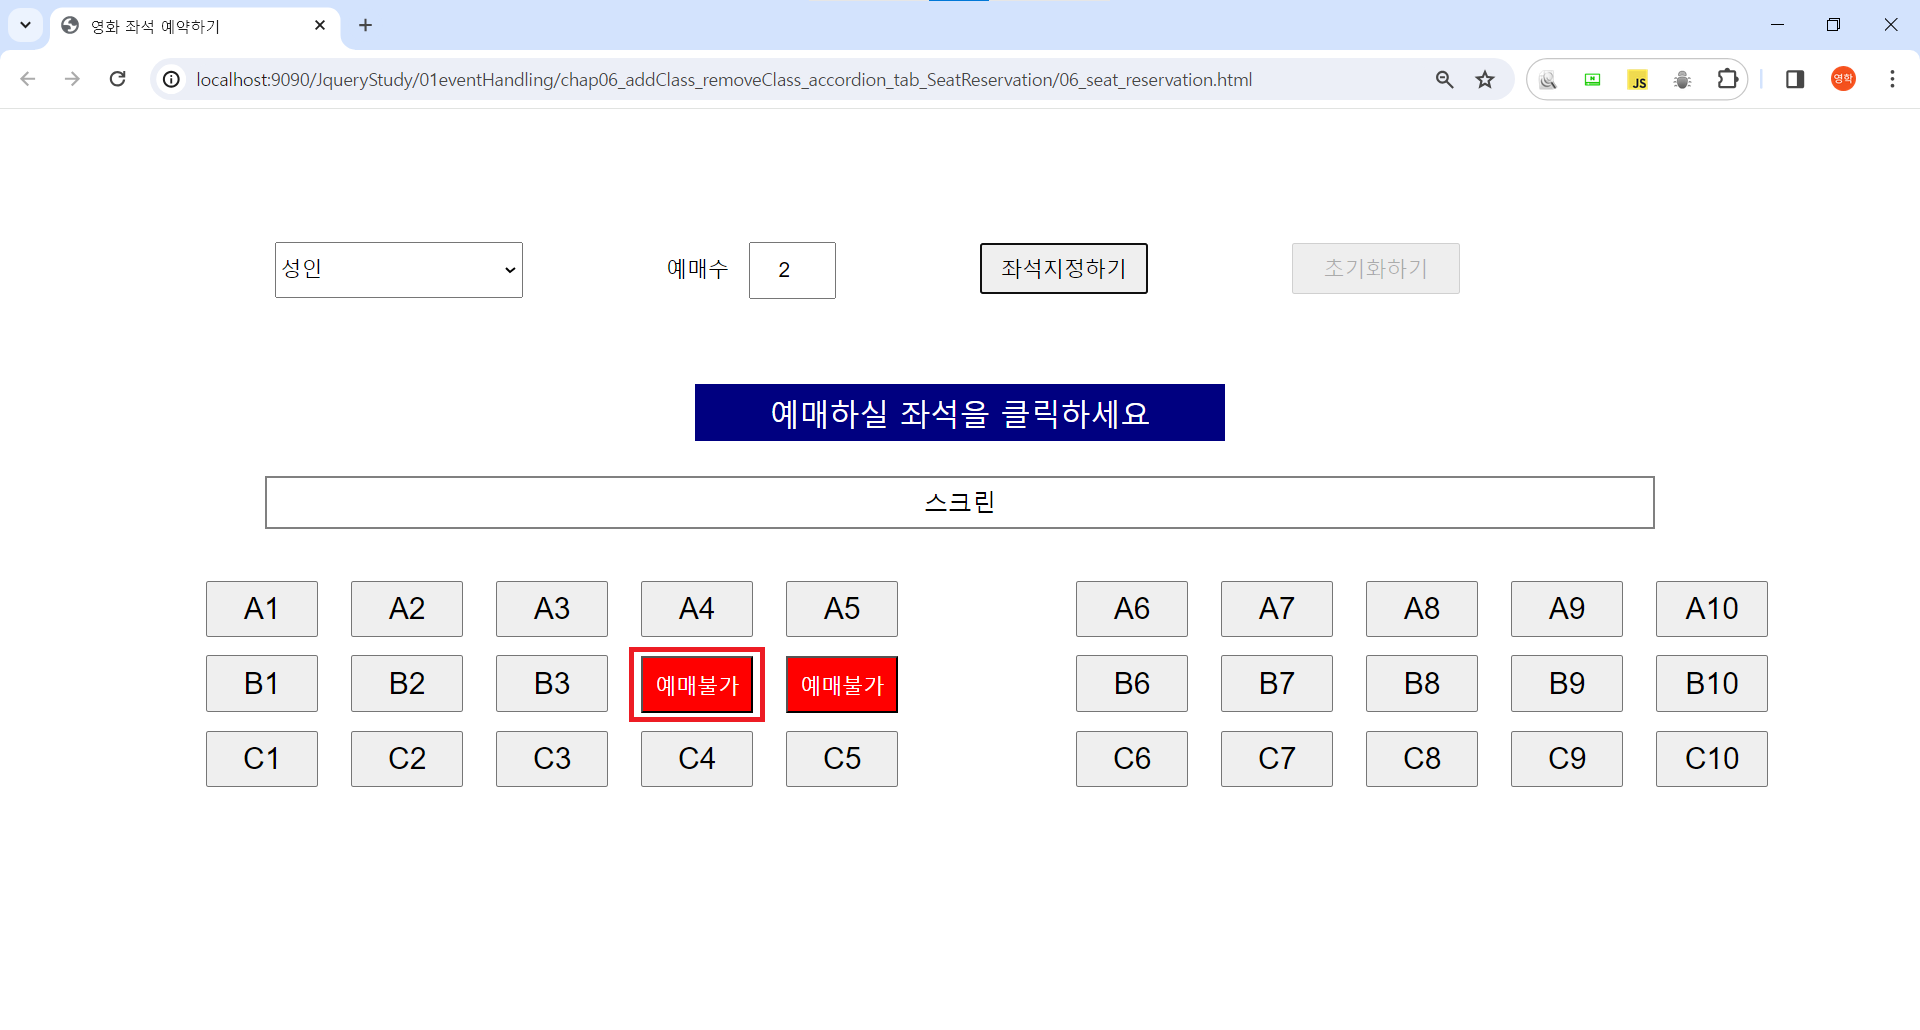 영화 좌석 예약하기
localhost:9090/JqueryStudy/01eventHandling/chap06_addClass_removeClass_accordion_tab_SeatReservation/06_seat_reservation.html
N
JS
영학
성인 예매수 2 좌석지정하기 초기화하기
예매하실 좌석을 클릭하세요
스크린
A1 A2 A3 A4 A5 A6 A7 A8 A9 A10
B1 B2 B3 예매불가 예매불가 B6 B7 B8 B9 B10
C1 C2 C3 C4 C5 C6 C7 C8 C9 C10